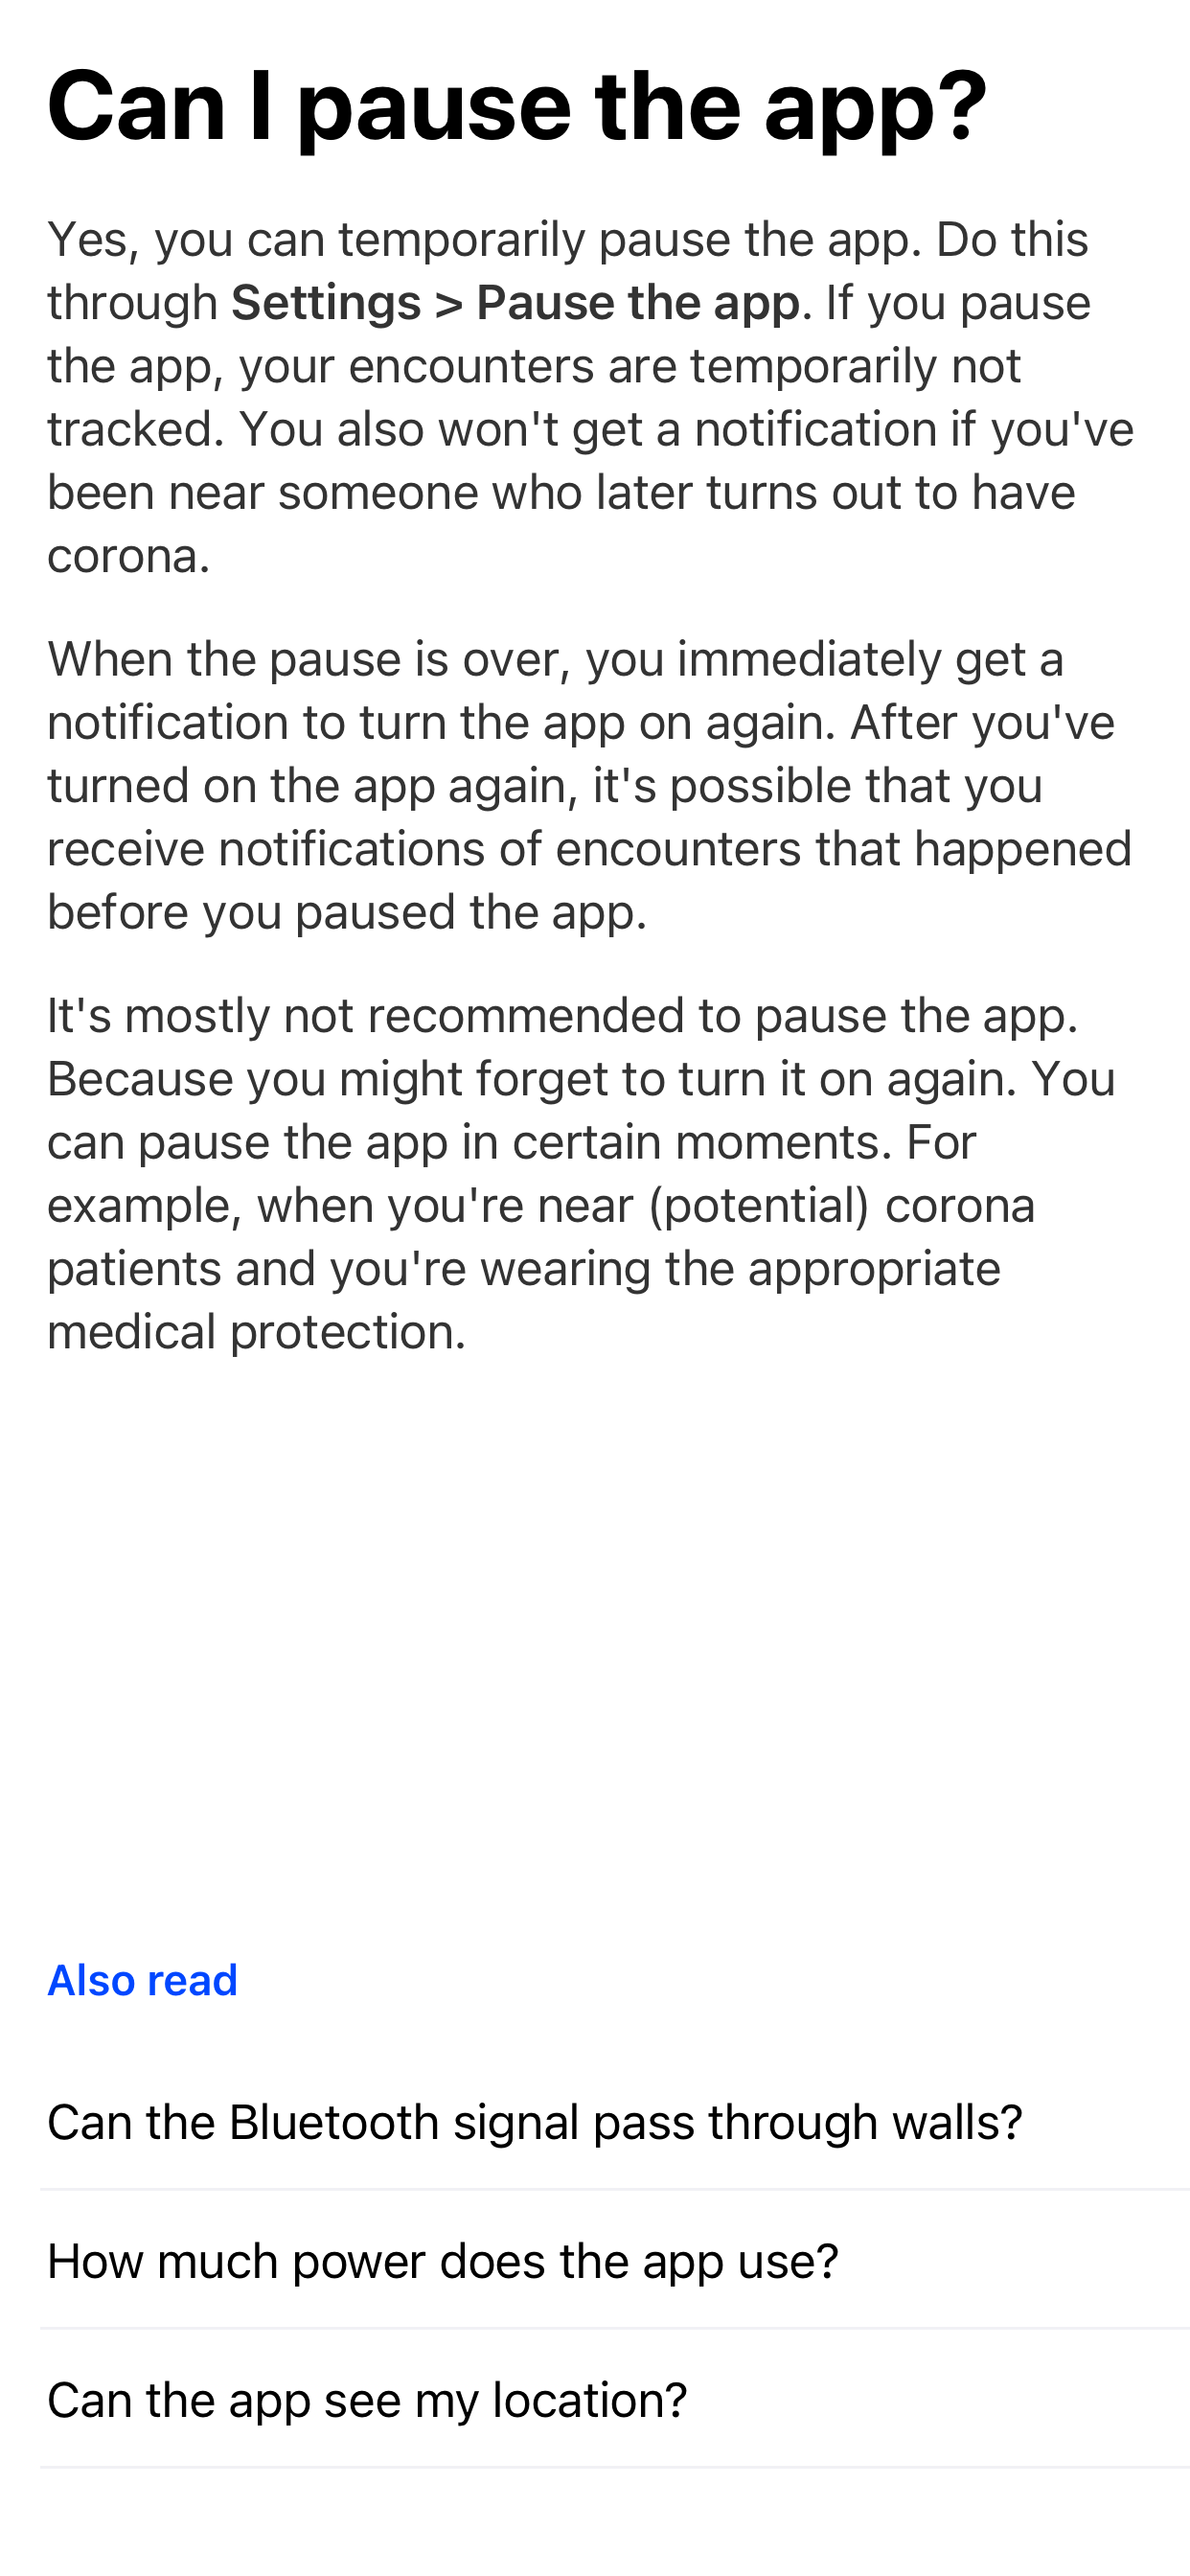 Can I pause the app?
Yes, you can temporarily pause the app. Do this
through Settings > Pause the app. If you pause
the app, your encounters are temporarily not
tracked. You also won't get a notification if you've
been near someone who later turns out to have
corona.
When the pause is over, you immediately get a
notification to turn the app on again. After you've
turned on the app again, it's possible that you
receive notifications of encounters that happened
before you paused the app.
It's mostly not recommended to pause the app.
Because you might forget to turn it on again. You
can pause the app in certain moments. For
example, when you're near (potential) corona
patients and you're wearing the appropriate
medical protection.
Also read
Can the Bluetooth signal pass through walls?
How much power does the app use?
Can the app see my location?